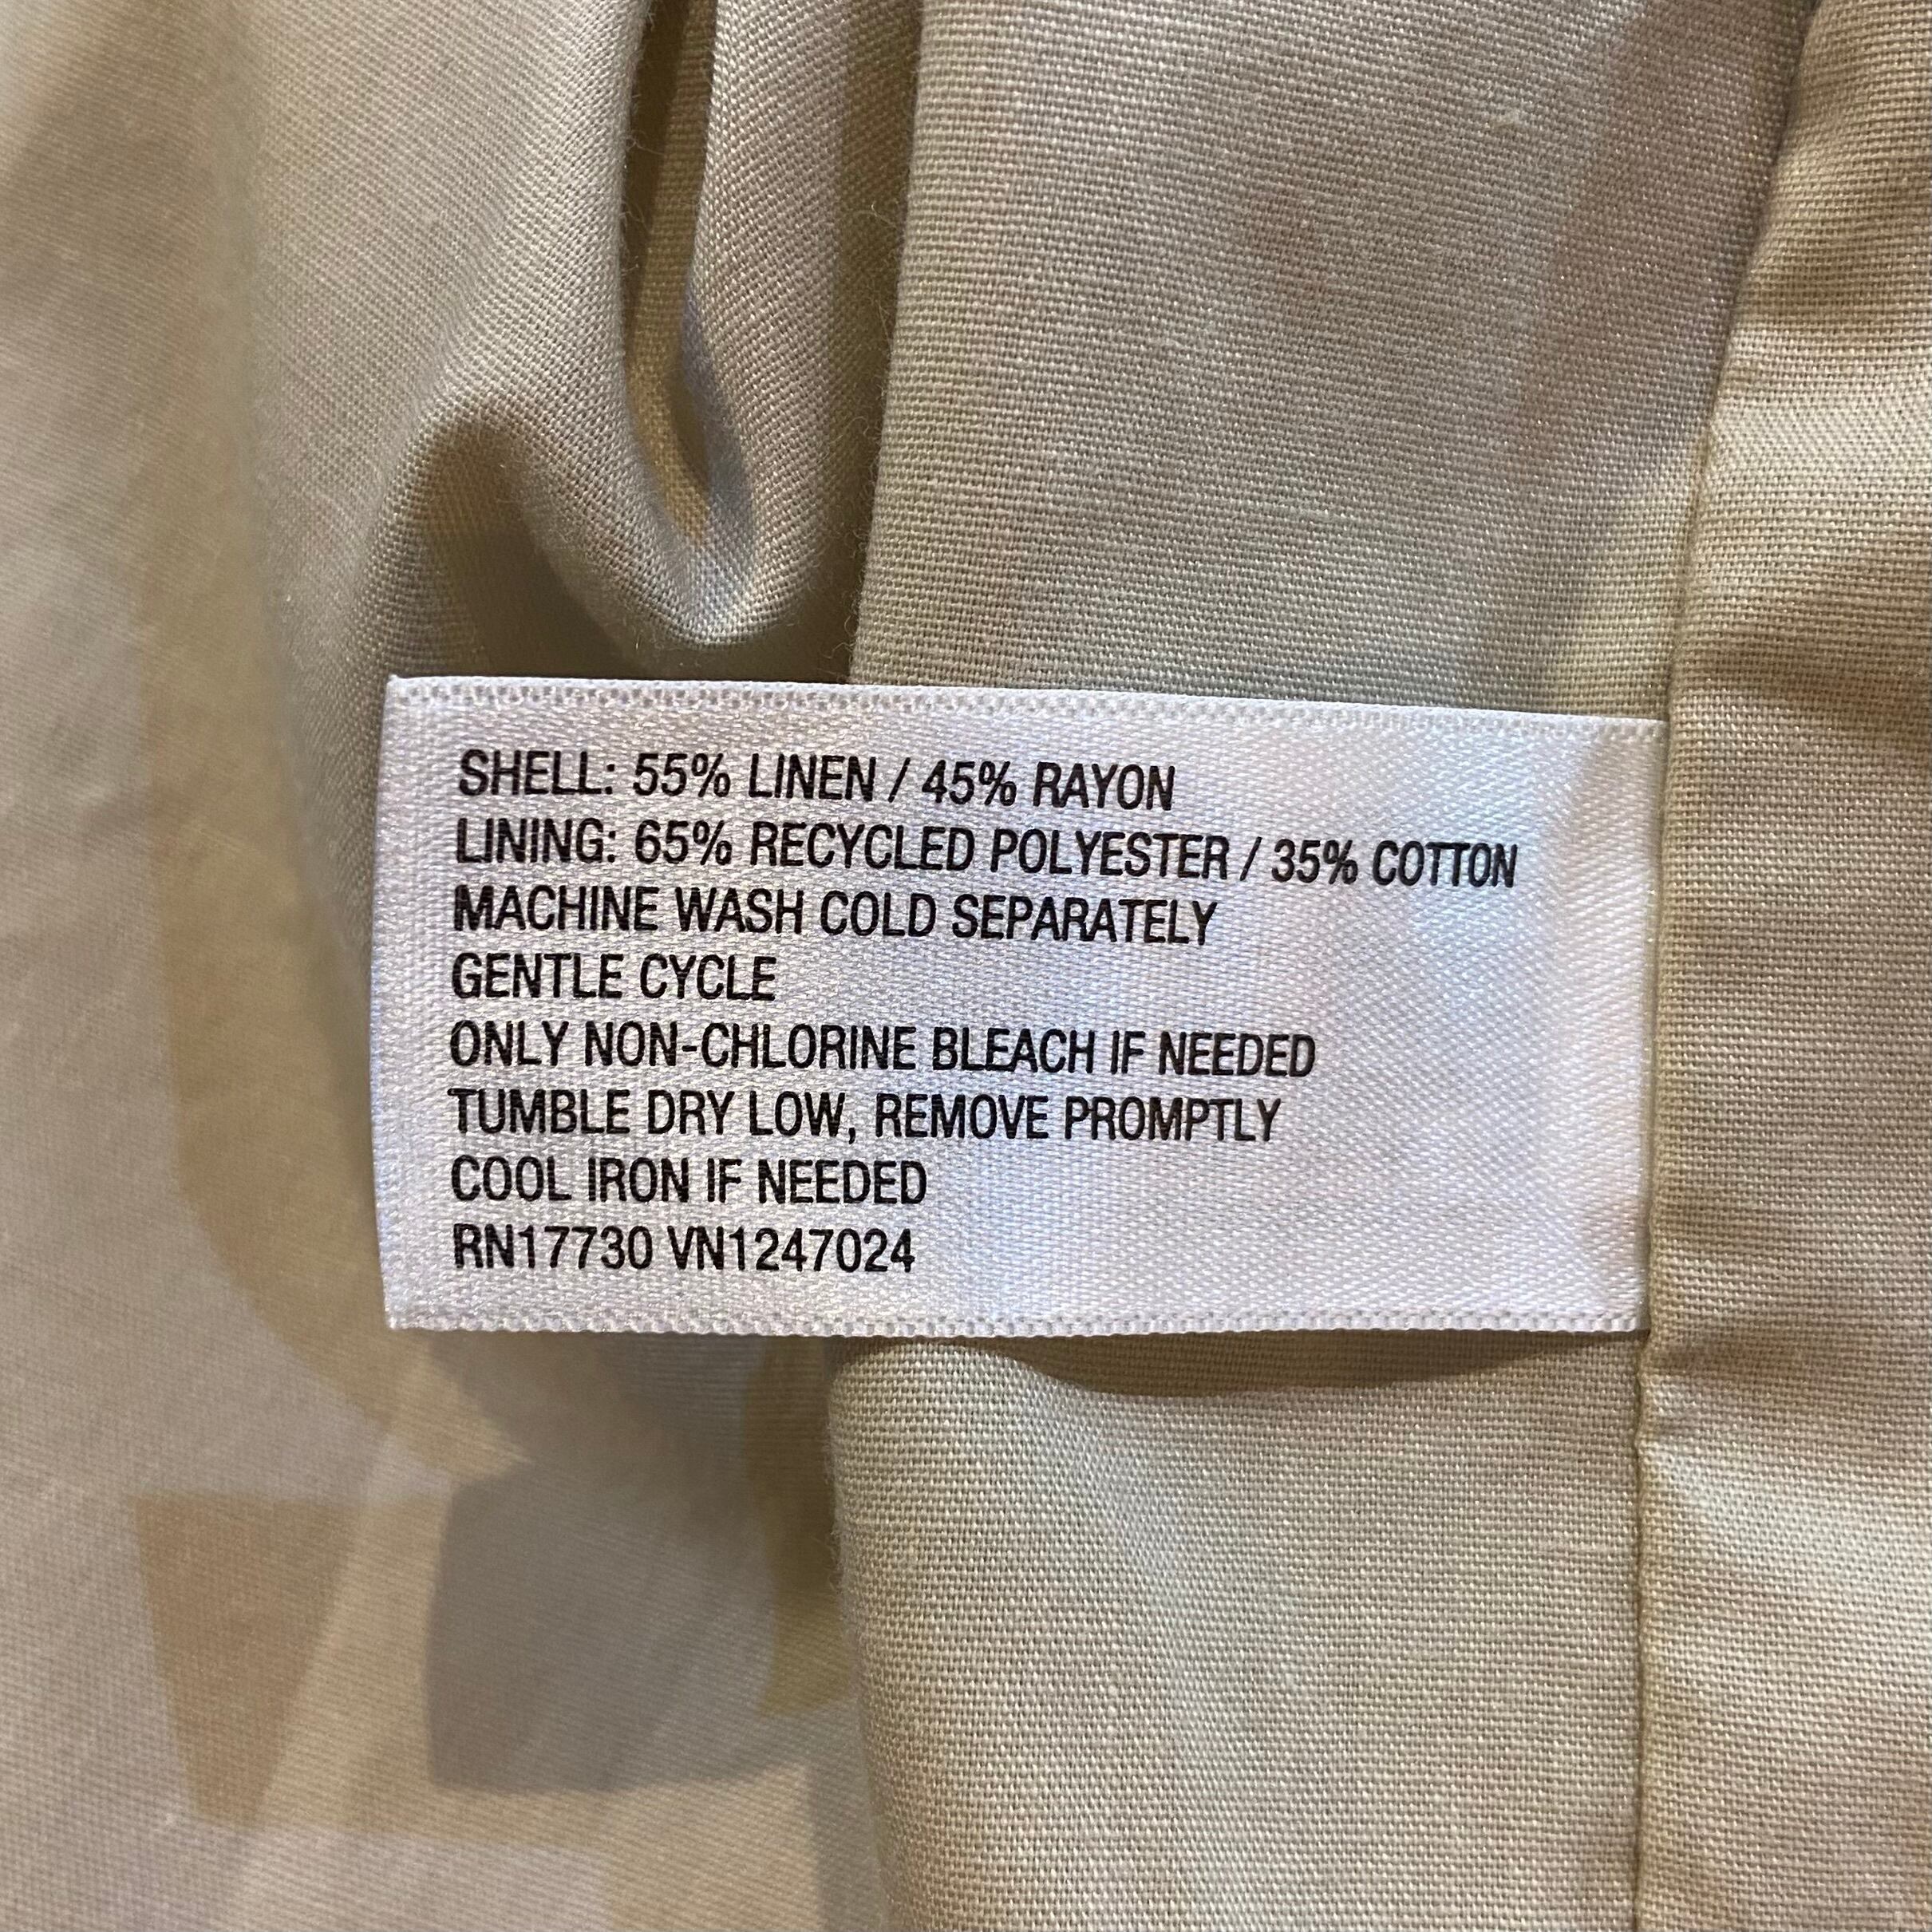 SHELL: 55% LINEN / 45% RAYON
LINING: 65% RECYCLED POLYESTER / 35% COTTON
MACHINE WASH COLD SEPARATELY
GENTLE CYCLE
ONLY NON-CHLORINE BLEACH IF NEEDED
TUMBLE DRY LOW, REMOVE PROMPTLY
COOL IRON IF NEEDED
RN17730 VN1247024